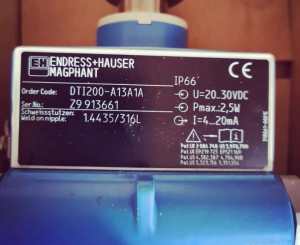 EH ENDRESS+HAUSER
MAGPHANT
IP66
Order Code: DTI200-A13A1A
U=20..30VDC
Ser.No.: Z9 913661
Pmax.: 2,5W
Schweissstutzen:
Weld on nipple: 1.4435/316L
I=4..20mA